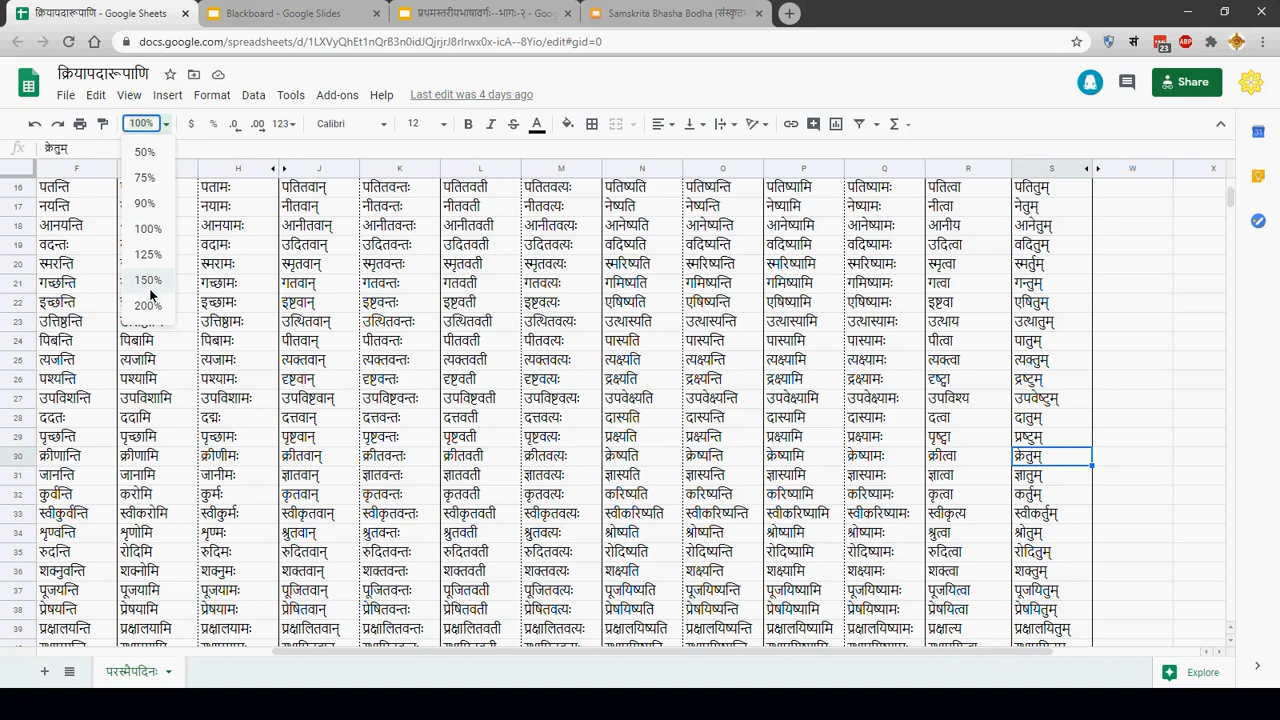 क्रियापदारूपाणि - Google Sheets × Blackboard - Google Slides × प्रथमस्तरीयभाषावर्गः--भागः-२ - Goo × Samskrita Bhasha Bodha (संस्कृतभ ×
docs.google.com/spreadsheets/d/1LXVyQhEt1nQrB3n0idJQjrjrJ8rIrwx0x-icA--8Yio/edit#gid=0 सं 23 ABP
क्रियापदारूपाणि
File Edit View Insert Format Data Tools Add-ons Help Last edit was 4 days ago Share
100% $ % .0 .00 123 Calibri 12 B I S A Σ
fx क्रेतुम्
F H J K L M N O P Q R S W X
50%
75%
90%
100%
125%
150%
200%
16 पतन्ति पतामः पतितवान् पतितवन्तः पतितवती पतितवत्यः पतिष्यति पतिष्यन्ति पतिष्यामि पतिष्यामः पतित्वा पतितुम्
17 नयन्ति नयामः नीतवान् नीतवन्तः नीतवती नीतवत्यः नेष्यति नेष्यन्ति नेष्यामि नेष्यामः नीत्वा नेतुम्
18 आनयन्ति आनयामः आनीतवान् आनीतवन्तः आनीतवती आनीतवत्यः आनेष्यति आनेष्यन्ति आनेष्यामि आनेष्यामः आनीय आनेतुम्
19 वदन्तः वदामः उदितवान् उदितवन्तः उदितवती उदितवत्यः वदिष्यति वदिष्यन्ति वदिष्यामि वदिष्यामः उदित्वा वदितुम्
20 स्मरन्ति स्मरामः स्मृतवान् स्मृतवन्तः स्मृतवती स्मृतवत्यः स्मरिष्यति स्मरिष्यन्ति स्मरिष्यामि स्मरिष्यामः स्मृत्वा स्मर्तुम्
21 गच्छन्ति गच्छामः गतवान् गतवन्तः गतवती गतवत्यः गमिष्यति गमिष्यन्ति गमिष्यामि गमिष्यामः गत्वा गन्तुम्
22 इच्छन्ति इच्छामः इष्टवान् इष्टवन्तः इष्टवती इष्टवत्यः एषिष्यति एषिष्यन्ति एषिष्यामि एषिष्यामः इष्टवा एषितुम्
23 उत्तिष्ठन्ति उत्तिष्ठामः उत्थितवान् उत्थितवन्तः उत्थितवती उत्थितवत्यः उत्थास्यति उत्थास्यन्ति उत्थास्यामि उत्थास्यामः उत्थाय उत्थातुम्
24 पिबन्ति पिबामि पिबामः पीतवान् पीतवन्तः पीतवती पीतवत्यः पास्यति पास्यन्ति पास्यामि पास्यामः पीत्वा पातुम्
25 त्यजन्ति त्यजामि त्यजामः त्यक्तवान् त्यक्तवन्तः त्यक्तवती त्यक्तवत्यः त्यक्ष्यति त्यक्ष्यन्ति त्यक्ष्यामि त्यक्ष्यामः त्यक्त्वा त्यक्तुम्
26 पश्यन्ति पश्यामि पश्यामः दृष्टवान् दृष्टवन्तः दृष्टवती दृष्टवत्यः द्रक्ष्यति द्रक्ष्यन्ति द्रक्ष्यामि द्रक्ष्यामः दृष्ट्वा द्रष्टुम्
27 उपविशन्ति उपविशामि उपविशामः उपविष्टवान् उपविष्टवन्तः उपविष्टवती उपविष्टवत्यः उपवेक्ष्यति उपवेक्ष्यन्ति उपवेक्ष्यामि उपवेक्ष्यामः उपविश्य उपवेष्टुम्
28 ददतः ददामि दद्मः दत्तवान् दत्तवन्तः दत्तवती दत्तवत्यः दास्यति दास्यन्ति दास्यामि दास्यामः दत्वा दातुम्
29 पृच्छन्ति पृच्छामि पृच्छामः पृष्टवान् पृष्टवन्तः पृष्टवती पृष्टवत्यः प्रक्ष्यति प्रक्ष्यन्ति प्रक्ष्यामि प्रक्ष्यामः पृष्ट्वा प्रष्टुम्
30 क्रीणन्ति क्रीणामि क्रीणीमः क्रीतवान् क्रीतवन्तः क्रीतवती क्रीतवत्यः क्रेष्यति क्रेष्यन्ति क्रेष्यामि क्रेष्यामः क्रीत्वा क्रेतुम्
31 जानन्ति जानामि जानीमः ज्ञातवान् ज्ञातवन्तः ज्ञातवती ज्ञातवत्यः ज्ञास्यति ज्ञास्यन्ति ज्ञास्यामि ज्ञास्यामः ज्ञात्वा ज्ञातुम्
32 कुर्वन्ति करोमि कुर्मः कृतवान् कृतवन्तः कृतवती कृतवत्यः करिष्यति करिष्यन्ति करिष्यामि करिष्यामः कृत्वा कर्तुम्
33 स्वीकुर्वन्ति स्वीकरोमि स्वीकुर्मः स्वीकृतवान् स्वीकृतवन्तः स्वीकृतवती स्वीकृतवत्यः स्वीकरिष्यति स्वीकरिष्यन्ति स्वीकरिष्यामि स्वीकरिष्यामः स्वीकृत्य स्वीकर्तुम्
34 शृण्वन्ति शृणोमि शृण्मः श्रुतवान् श्रुतवन्तः श्रुतवती श्रुतवत्यः श्रोष्यति श्रोष्यन्ति श्रोष्यामि श्रोष्यामः श्रुत्वा श्रोतुम्
35 रुदन्ति रोदिमि रुदिमः रुदितवान् रुदितवन्तः रुदितवती रुदितवत्यः रोदिष्यति रोदिष्यन्ति रोदिष्यामि रोदिष्यामः रुदित्वा रोदितुम्
36 शक्नुवन्ति शक्नोमि शक्नुमः शक्तवान् शक्तवन्तः शक्तवती शक्तवत्यः शक्ष्यति शक्ष्यन्ति शक्ष्यामि शक्ष्यामः शक्त्वा शक्तुम्
37 पूजयन्ति पूजयामि पूजयामः पूजितवान् पूजितवन्तः पूजितवती पूजितवत्यः पूजयिष्यति पूजयिष्यन्ति पूजयिष्यामि पूजयिष्यामः पूजयित्वा पूजयितुम्
38 प्रेषयन्ति प्रेषयामि प्रेषयामः प्रेषितवान् प्रेषितवन्तः प्रेषितवती प्रेषितवत्यः प्रेषयिष्यति प्रेषयिष्यन्ति प्रेषयिष्यामि प्रेषयिष्यामः प्रेषयित्वा प्रेषयितुम्
39 प्रक्षालयन्ति प्रक्षालयामि प्रक्षालयामः प्रक्षालितवान् प्रक्षालितवन्तः प्रक्षालितवती प्रक्षालितवत्यः प्रक्षालयिष्यति प्रक्षालयिष्यन्ति प्रक्षालयिष्यामि प्रक्षालयिष्यामः प्रक्षाल्य प्रक्षालयितुम्
परस्मैपदिनः Explore